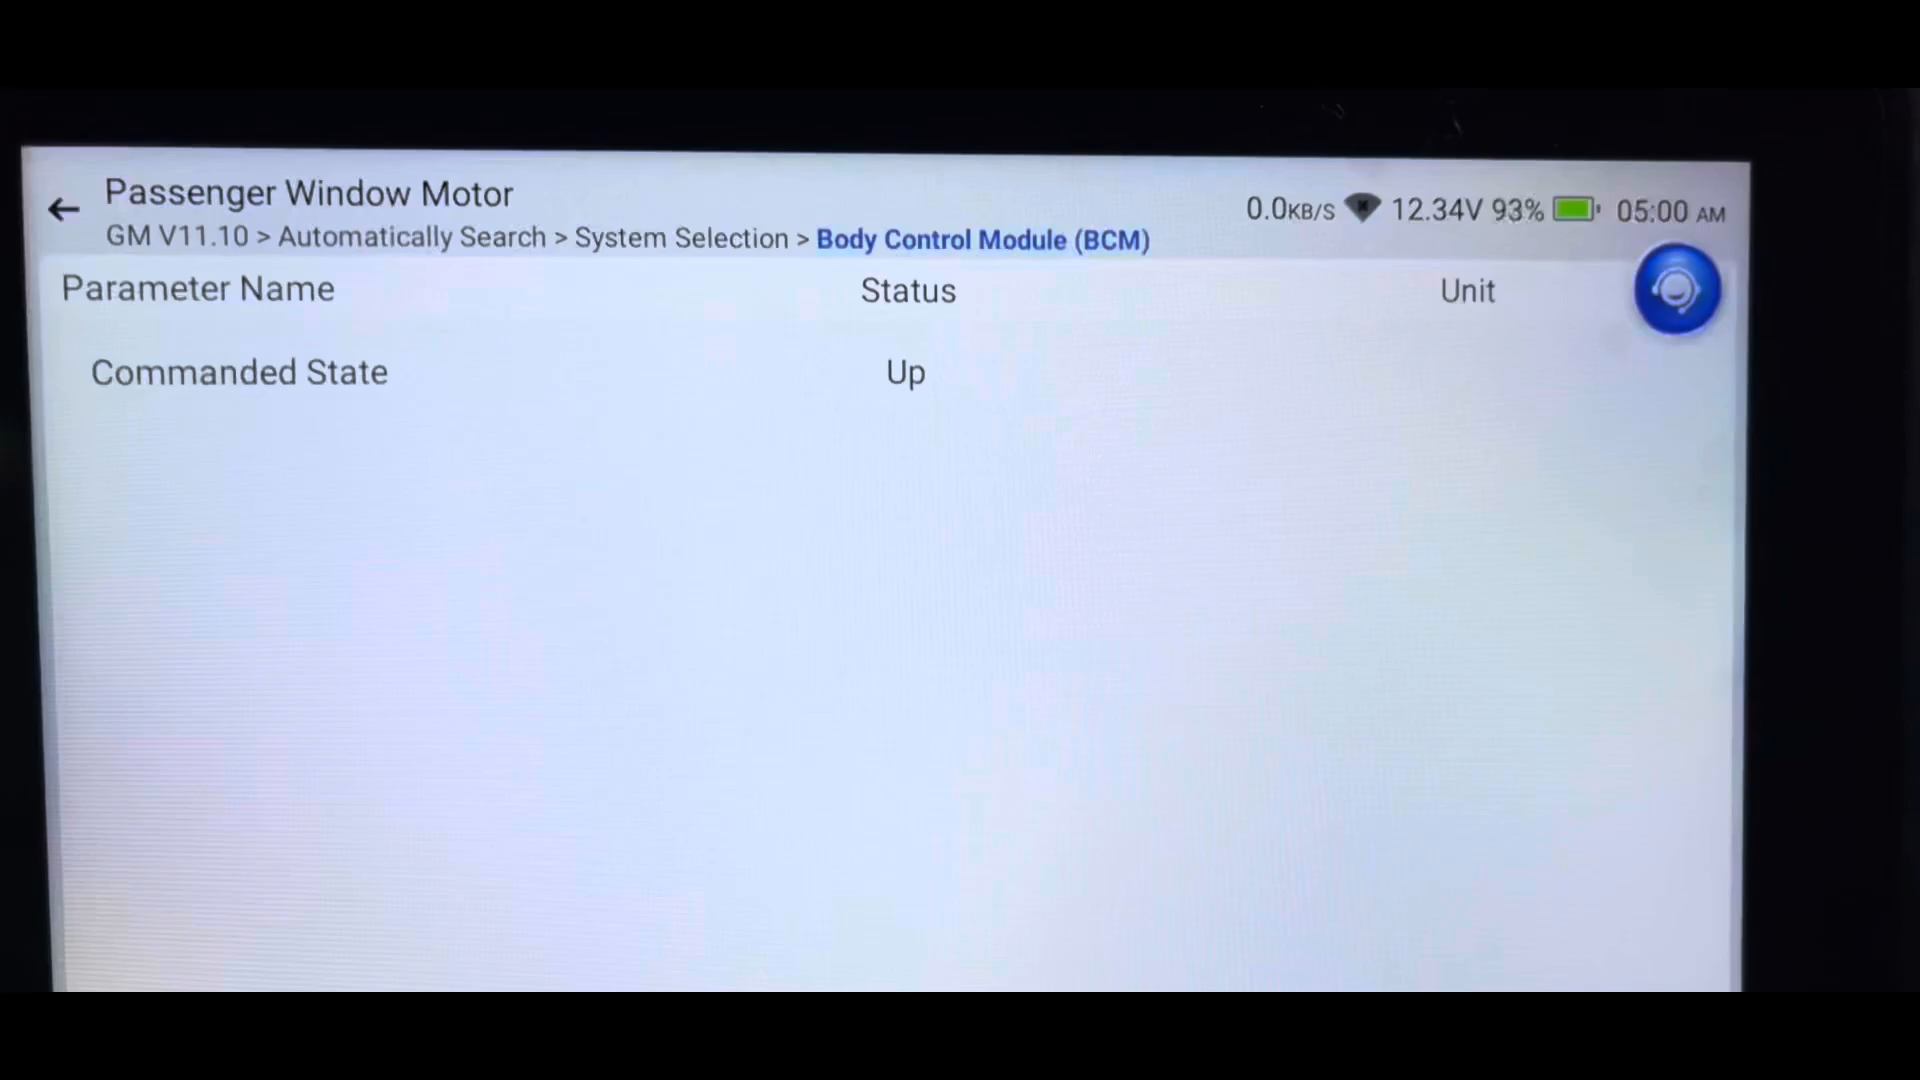 Passenger Window Motor
0.0KB/S 12.34V 93% 05:00 AM
GM V11.10 > Automatically Search > System Selection > Body Control Module (BCM)
Parameter Name Status Unit
Commanded State Up